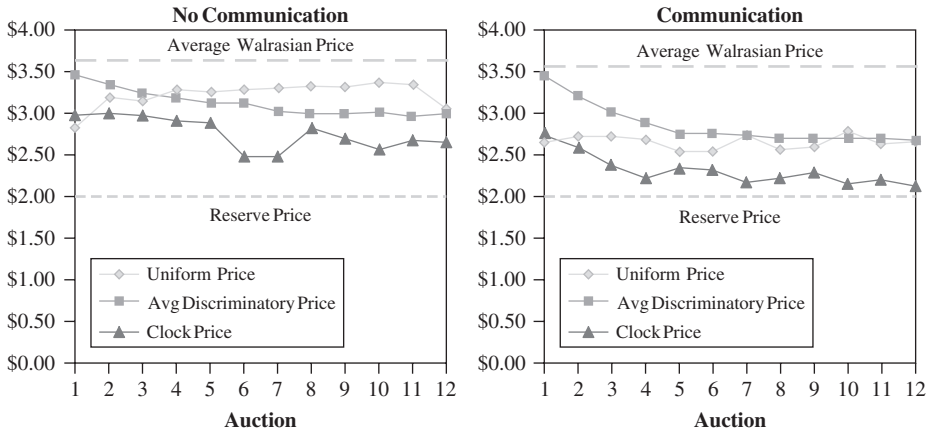 No Communication
$4.00
$3.50
$3.00
$2.50
$2.00
$1.50
$1.00
$0.50
$0.00
Average Walrasian Price
Reserve Price
Uniform Price
Avg Discriminatory Price
Clock Price
1 2 3 4 5 6 7 8 9 10 11 12
Auction
Communication
$4.00
$3.50
$3.00
$2.50
$2.00
$1.50
$1.00
$0.50
$0.00
Average Walrasian Price
Reserve Price
Uniform Price
Avg Discriminatory Price
Clock Price
1 2 3 4 5 6 7 8 9 10 11 12
Auction